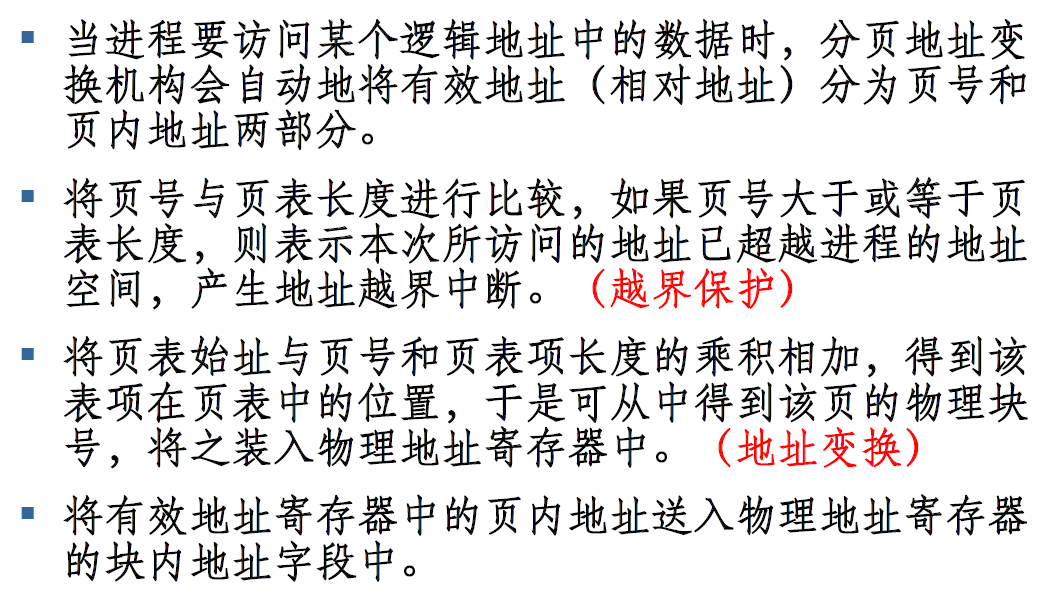 ▪ 当进程要访问某个逻辑地址中的数据时，分页地址变
换机构会自动地将有效地址（相对地址）分为页号和
页内地址两部分。
▪ 将页号与页表长度进行比较，如果页号大于或等于页
表长度，则表示本次所访问的地址已超越进程的地址
空间，产生地址越界中断。（越界保护）
▪ 将页表始址与页号和页表项长度的乘积相加，得到该
表项在页表中的位置，于是可从中得到该页的物理块
号，将之装入物理地址寄存器中。（地址变换）
▪ 将有效地址寄存器中的页内地址送入物理地址寄存器
的块内地址字段中。